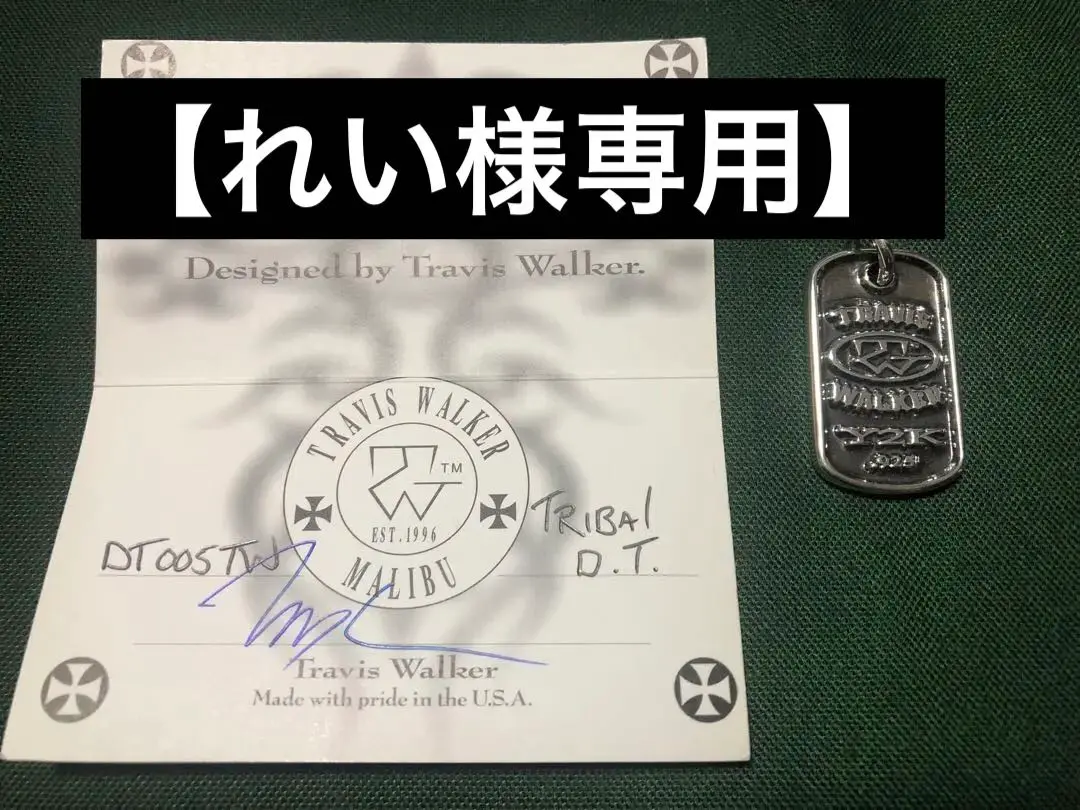 【れい様専用】
Designed by Travis Walker.
TRAVIS WALKER
TW TM
EST.1996
MALIBU
DT005TW
TRIBAL
D.T.
Travis Walker
Made with pride in the U.S.A.
TRAVIS
TW
WALKER
Y2K
.925